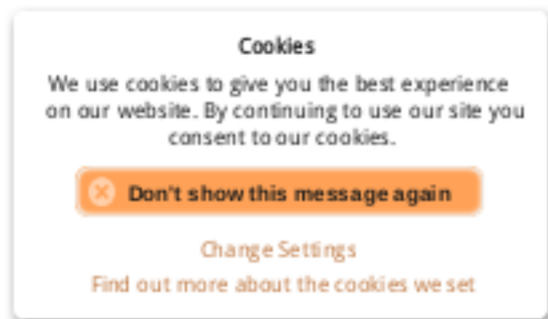 Cookies
We use cookies to give you the best experience
on our website. By continuing to use our site you
consent to our cookies.
Don't show this message again
Change Settings
Find out more about the cookies we set